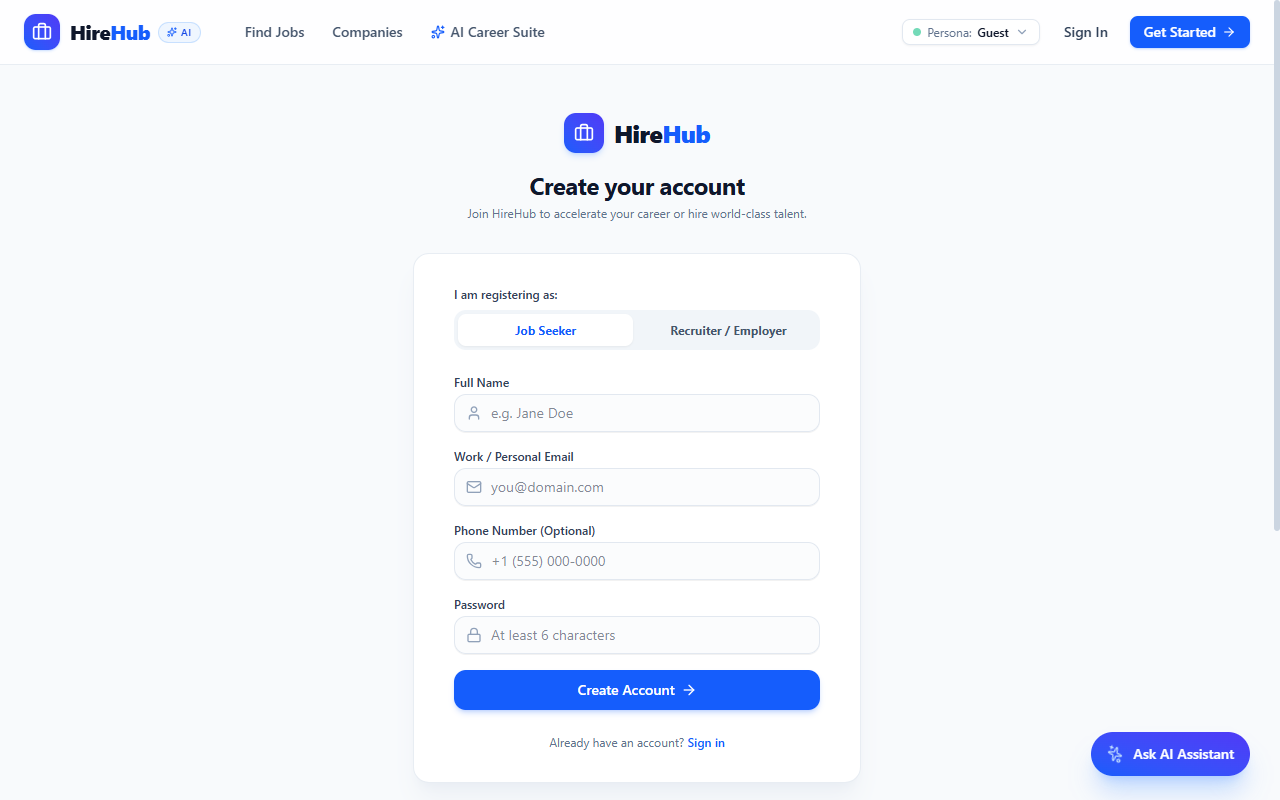 HireHub AI Find Jobs Companies AI Career Suite Persona: Guest Sign In Get Started
HireHub
Create your account
Join HireHub to accelerate your career or hire world-class talent.
I am registering as:
Job Seeker Recruiter / Employer
Full Name
e.g. Jane Doe
Work / Personal Email
you@domain.com
Phone Number (Optional)
+1 (555) 000-0000
Password
At least 6 characters
Create Account
Already have an account? Sign in
Ask AI Assistant